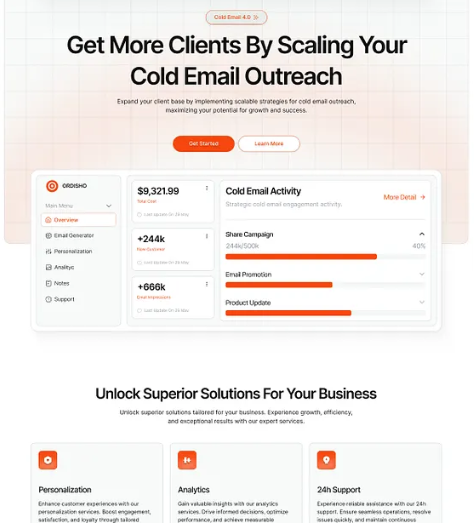 Cold Email 4.0
Get More Clients By Scaling Your
Cold Email Outreach
Expand your client base by implementing scalable strategies for cold email outreach,
maximizing your potential for growth and success.
Get Started
Learn More
ORDISHO
Main Menu
Overview
Email Generator
Personalization
Analityc
Notes
Support
$9,321.99
Total Cost
Last Update On 26 May
+244k
New Customer
Last Update On 26 May
+666k
Email Impressions
Last Update On 26 May
Cold Email Activity
Strategic cold email engagement activity.
More Detail
Share Campaign
244k/500k
40%
Email Promotion
Product Update
Unlock Superior Solutions For Your Business
Unlock superior solutions tailored for your business. Experience growth, efficiency,
and exceptional results with our expert services.
Personalization
Enhance customer experiences with our
personalization services. Boost engagement,
satisfaction, and loyalty through tailored
Analytics
Gain valuable insights with our analytics
services. Drive informed decisions, optimize
performance, and achieve measurable
24h Support
Experience reliable assistance with our 24h
support. Ensure seamless operations, resolve
issues quickly, and maintain continuous